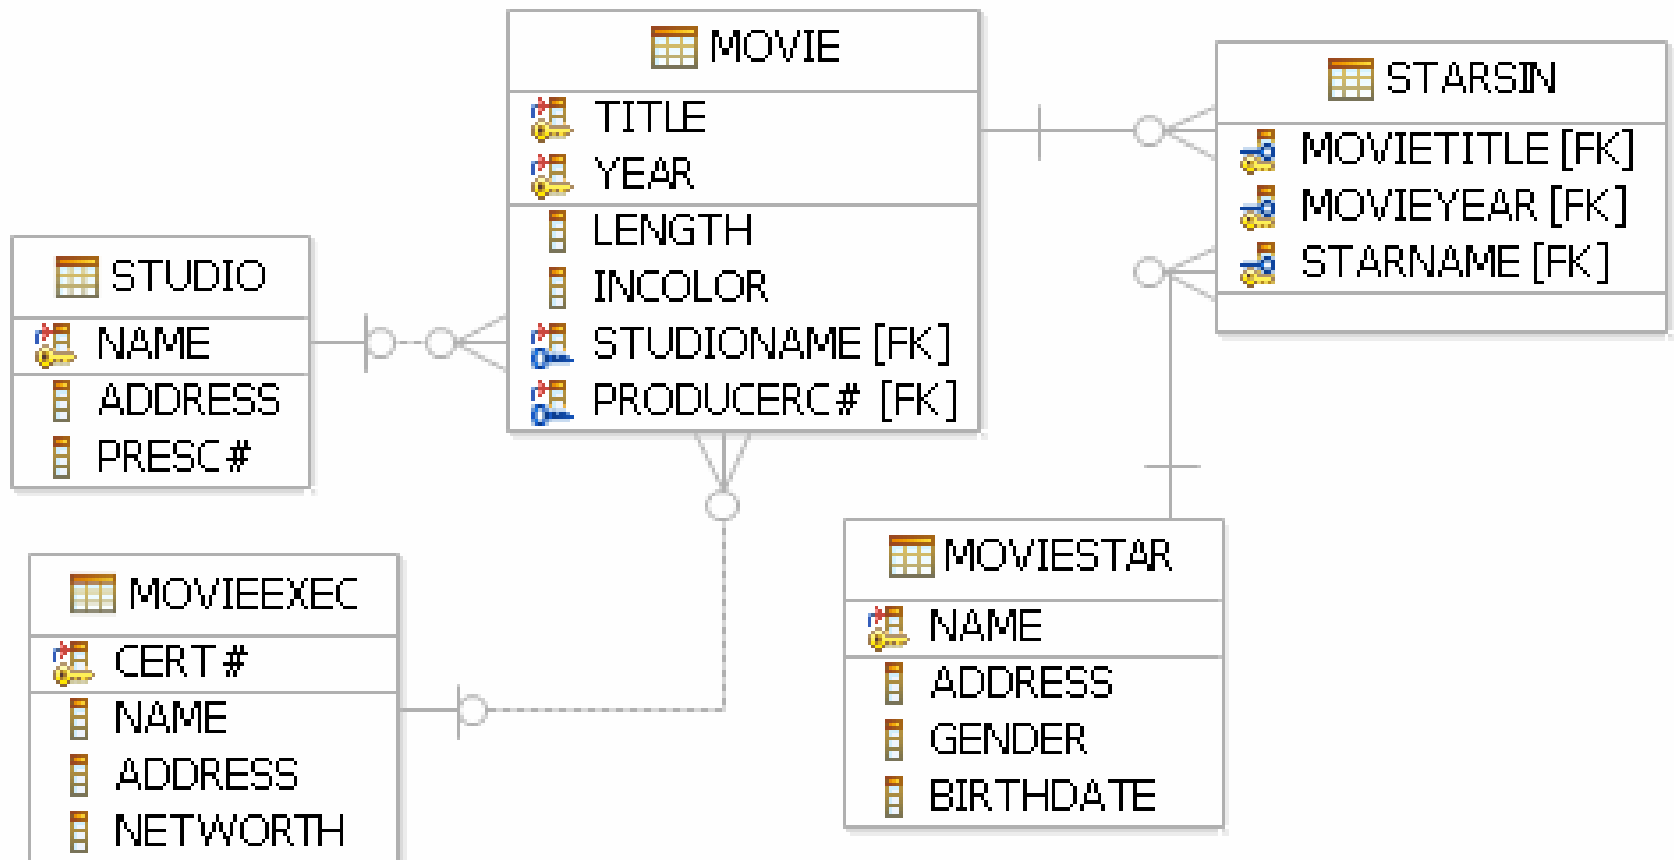 MOVIE
TITLE
YEAR
LENGTH
INCOLOR
STUDIONAME [FK]
PRODUCERC# [FK]
STARSIN
MOVIETITLE [FK]
MOVIEYEAR [FK]
STARNAME [FK]
STUDIO
NAME
ADDRESS
PRESC#
MOVIEEXEC
CERT#
NAME
ADDRESS
NETWORTH
MOVIESTAR
NAME
ADDRESS
GENDER
BIRTHDATE